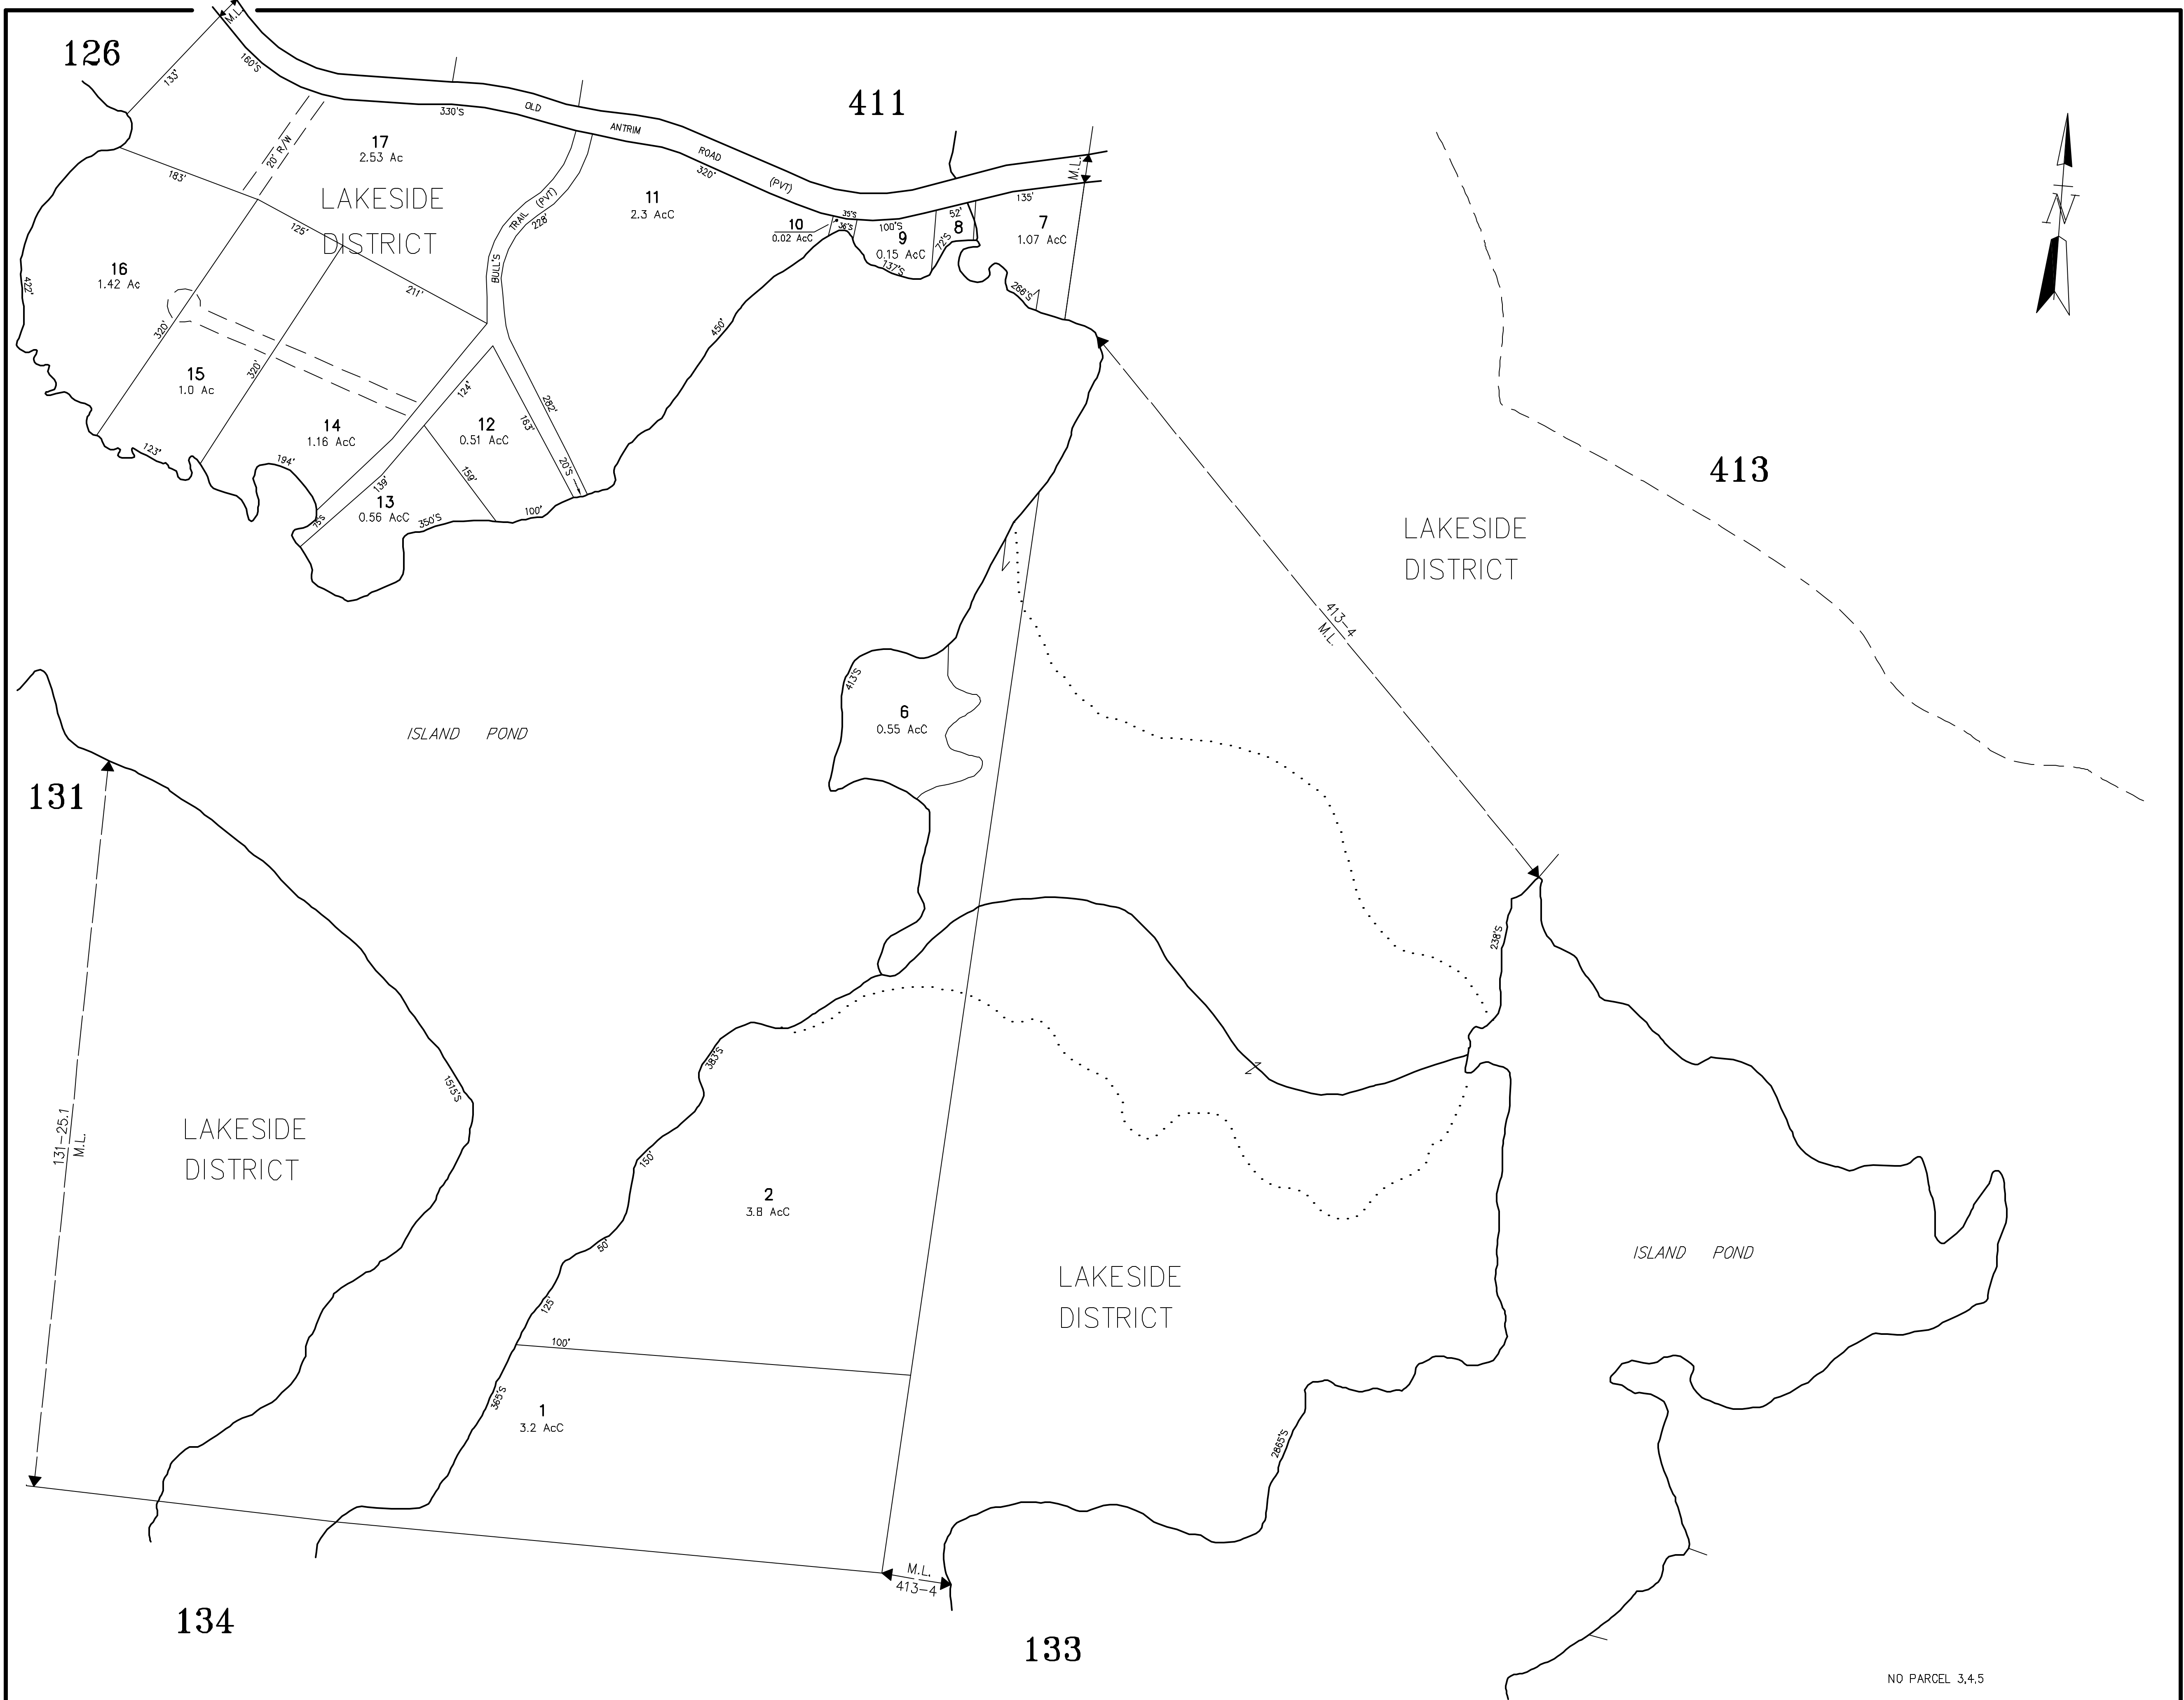 126
M.L.
133'
160'S
411
OLD
ANTRIM
ROAD
(PVT)
330'S
320'
20' R/W
17
2.53 Ac
LAKESIDE
DISTRICT
183'
125'
211'
BULL'S
TRAIL
(PVT)
228'
11
2.3 AcC
10
0.02 AcC
35'S
36'S
100'S
9
0.15 AcC
137'S
72'S
52'
8
135'
7
1.07 AcC
M.L.
266'S
N
16
1.42 Ac
422'
320'
320'
15
1.0 Ac
123'
14
1.16 AcC
194'
124'
12
0.51 AcC
163'
282'
20'S
450'
159'
139'
13
0.56 AcC
75'S
350'S
100'
413
LAKESIDE
DISTRICT
413-4
M.L.
413'S
6
0.55 AcC
ISLAND POND
131
131-25.1
M.L.
1515'S
LAKESIDE
DISTRICT
238'S
383'S
150'
2
3.8 AcC
50'
125'
100'
LAKESIDE
DISTRICT
ISLAND POND
365'S
1
3.2 AcC
2865'S
M.L.
413-4
134
133
NO PARCEL 3,4,5